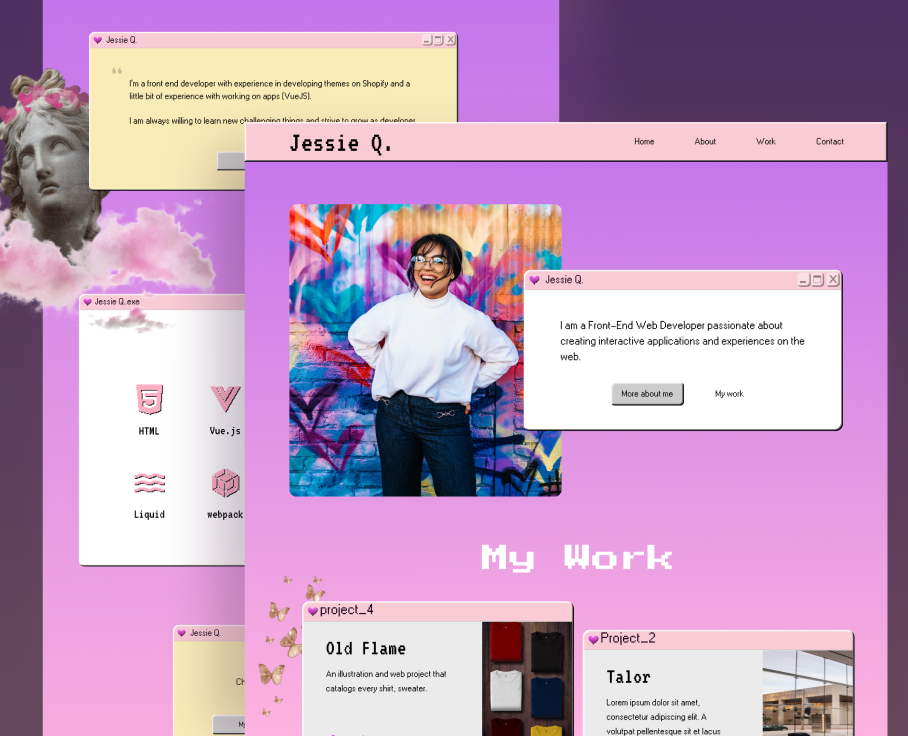 Jessie Q.
“
I'm a front end developer with experience in developing themes on Shopify and a
little bit of experience with working on apps (VueJS).
I am always willing to learn new challenging things and strive to grow as developer
Jessie Q.
Home
About
Work
Contact
Jessie Q.
I am a Front-End Web Developer passionate about
creating interactive applications and experiences on the
web.
More about me
My work
Jessie Q..exe
HTML
Vue.js
Liquid
webpack
My Work
Jessie Q.
project_4
Old Flame
An illustration and web project that
catalogs every shirt, sweater.
Project_2
Talor
Lorem ipsum dolor sit amet,
consectetur adipiscing elit. A
volutpat pellentesque sit et lacus